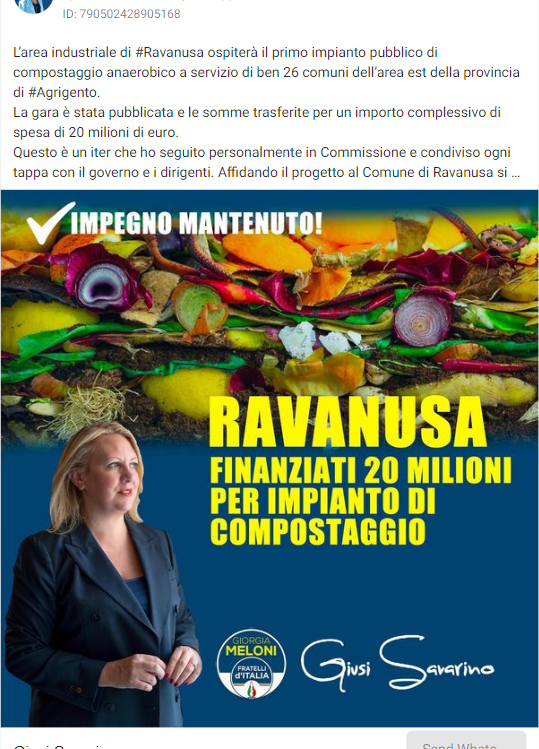 ID: 790502428905168
L'area industriale di #Ravanusa ospiterà il primo impianto pubblico di
compostaggio anaerobico a servizio di ben 26 comuni dell'area est della provincia
di #Agrigento.
La gara è stata pubblicata e le somme trasferite per un importo complessivo di
spesa di 20 milioni di euro.
Questo è un iter che ho seguito personalmente in Commissione e condiviso ogni
tappa con il governo e i dirigenti. Affidando il progetto al Comune di Ravanusa si ...
IMPEGNO MANTENUTO!
RAVANUSA
FINANZIATI 20 MILIONI
PER IMPIANTO DI
COMPOSTAGGIO
GIORGIA
MELONI
FRATELLI
d'ITALIA
Giusi Savarino